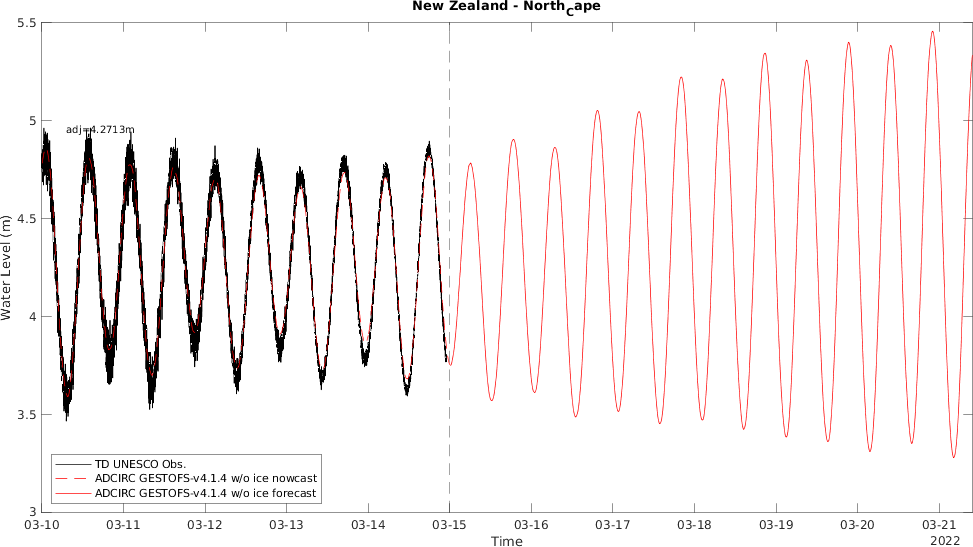 New Zealand - NorthCape
5.5
adj=4.2713m
5
4.5
Water Level (m)
4
3.5
TD UNESCO Obs.
ADCIRC GESTOFS-v4.1.4 w/o ice nowcast
ADCIRC GESTOFS-v4.1.4 w/o ice forecast
3
03-10 03-11 03-12 03-13 03-14 03-15 03-16 03-17 03-18 03-19 03-20 03-21
Time
2022